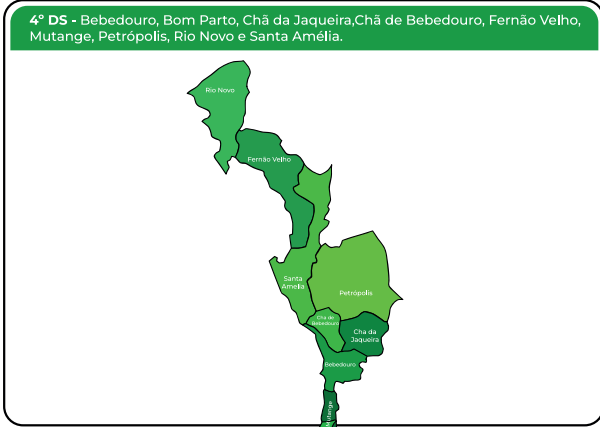 4º DS - Bebedouro, Bom Parto, Chã da Jaqueira,Chã de Bebedouro, Fernão Velho,
Mutange, Petrópolis, Rio Novo e Santa Amélia.
Rio Novo
Fernão Velho
Santa
Amelia
Petrópolis
Cha de
Bebedouro
Cha da
Jaqueira
Bebedouro
Mutange